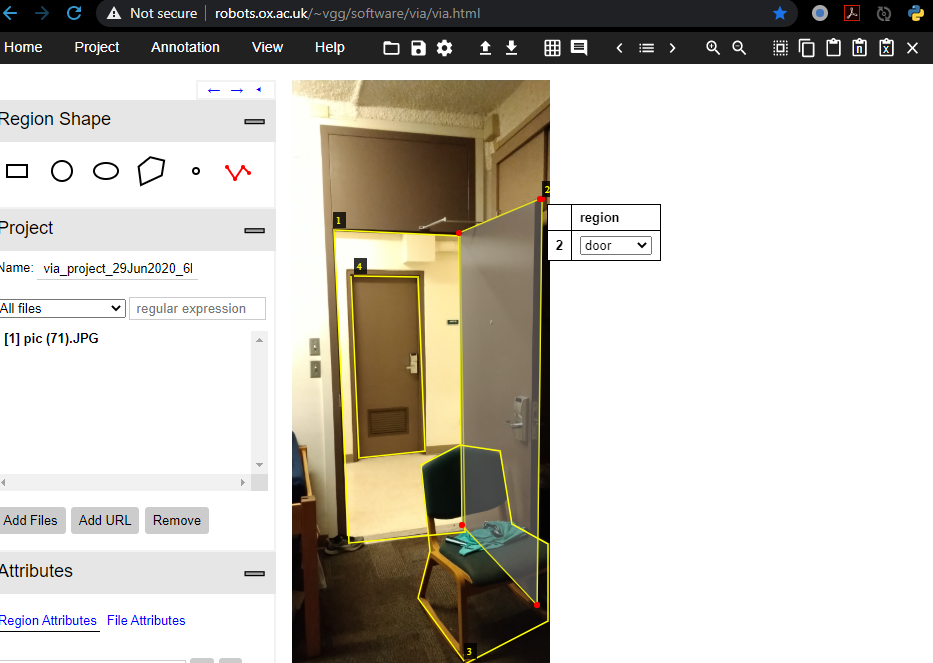 Not secure | robots.ox.ac.uk/~vgg/software/via/via.html
Home Project Annotation View Help
Region Shape
Project
Name: via_project_29Jun2020_6l
All files regular expression
[1] pic (71).JPG
Add Files Add URL Remove
Attributes
Region Attributes File Attributes
1
2
4
3
region
2 door